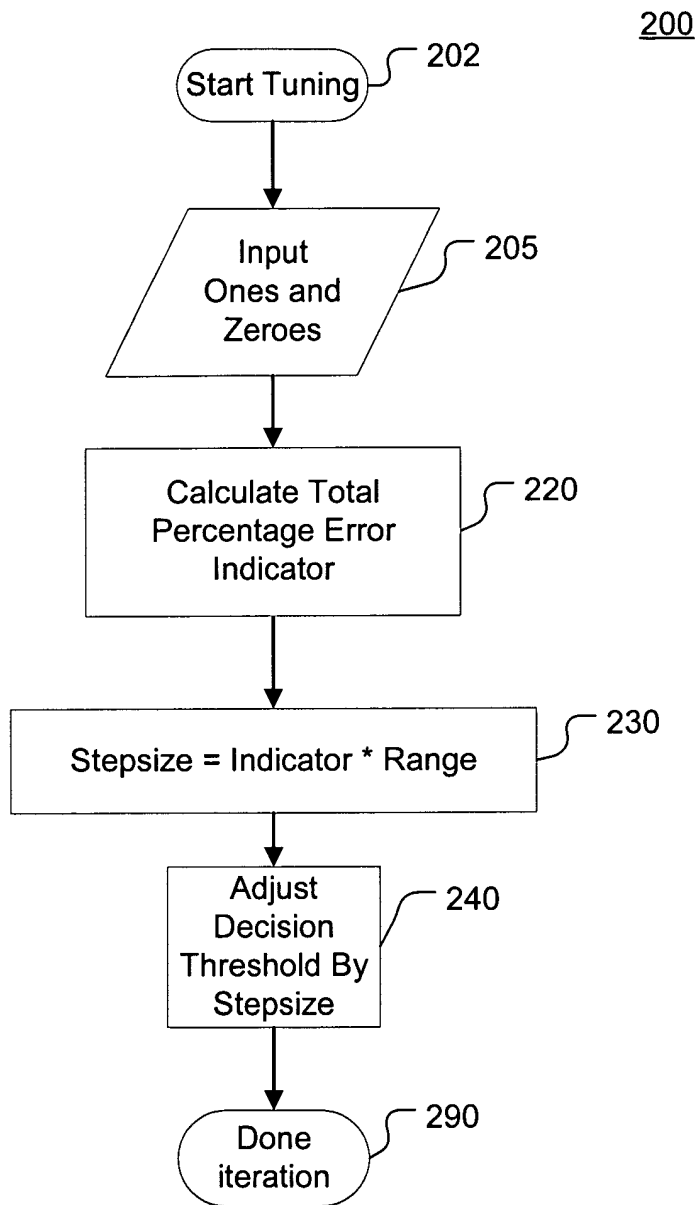 200
Start Tuning
202
Input
Ones and
Zeroes
205
Calculate Total
Percentage Error
Indicator
220
Stepsize = Indicator * Range
230
Adjust
Decision
Threshold By
Stepsize
240
Done
iteration
290